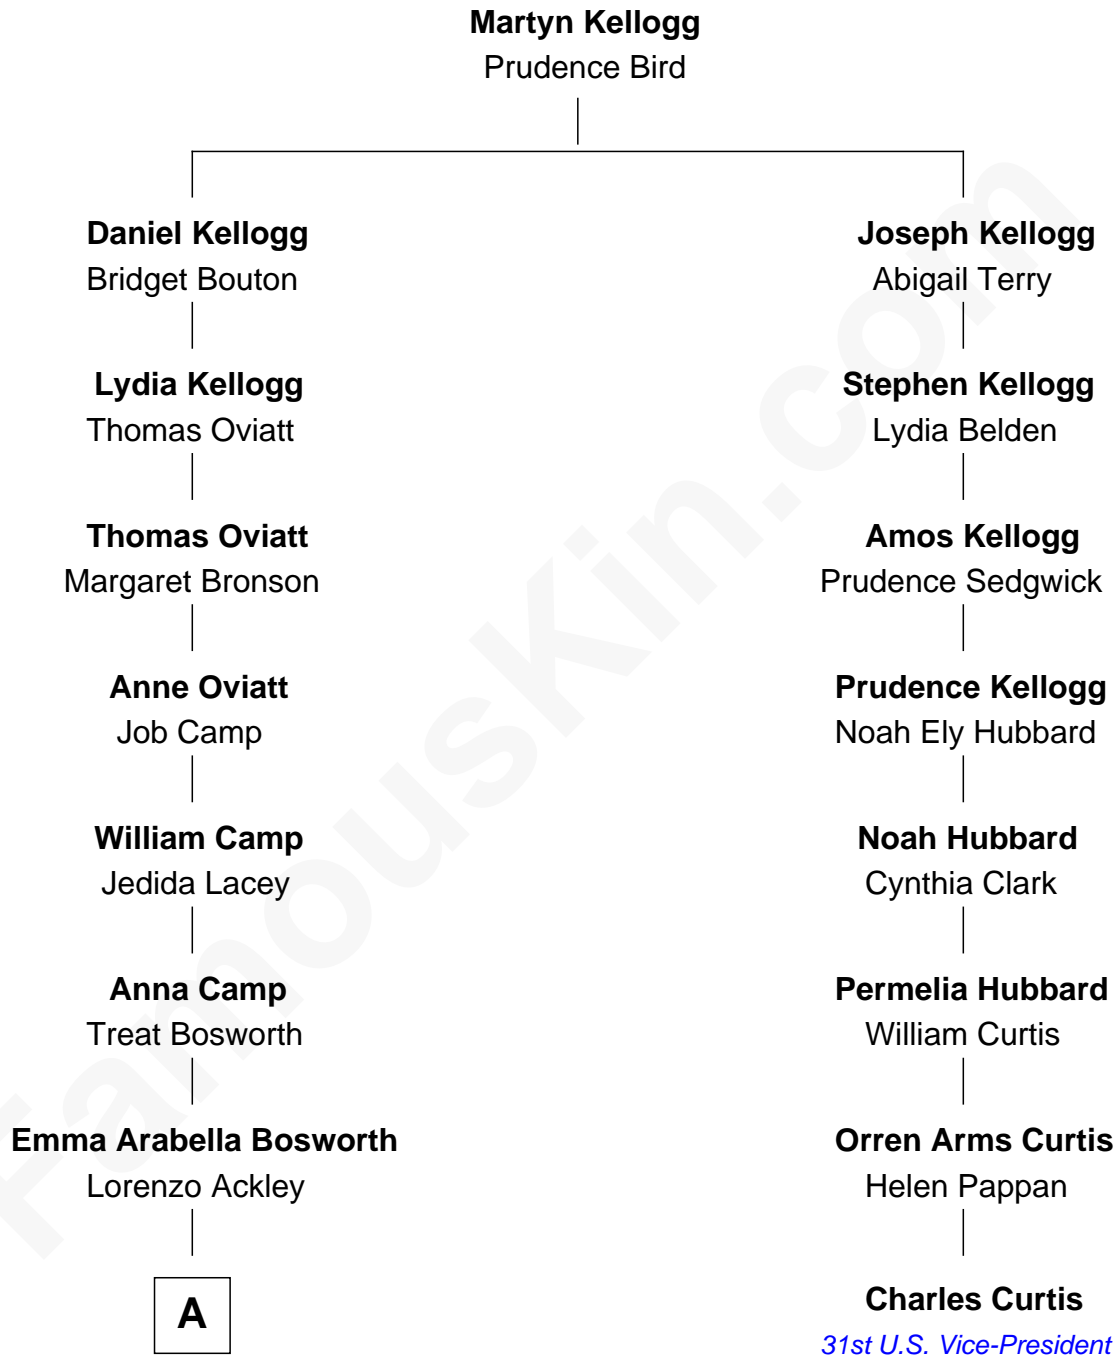 Martyn Kellogg
Prudence Bird
Daniel Kellogg
Bridget Bouton
Joseph Kellogg
Abigail Terry
Lydia Kellogg
Thomas Oviatt
Stephen Kellogg
Lydia Belden
Thomas Oviatt
Margaret Bronson
Amos Kellogg
Prudence Sedgwick
Anne Oviatt
Job Camp
Prudence Kellogg
Noah Ely Hubbard
William Camp
Jedida Lacey
Noah Hubbard
Cynthia Clark
Anna Camp
Treat Bosworth
Permelia Hubbard
William Curtis
Emma Arabella Bosworth
Lorenzo Ackley
Orren Arms Curtis
Helen Pappan
A
Charles Curtis
31st U.S. Vice-President
FamousKin.com